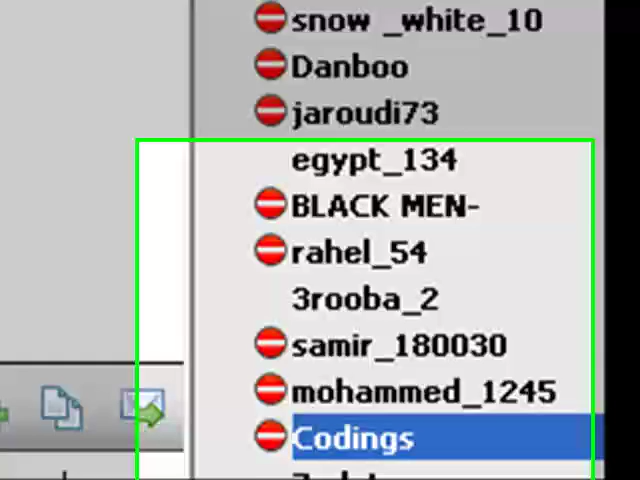 snow _white_10
Danboo
jaroudi73
egypt_134
BLACK MEN-
rahel_54
3rooba_2
samir_180030
mohammed_1245
Codings